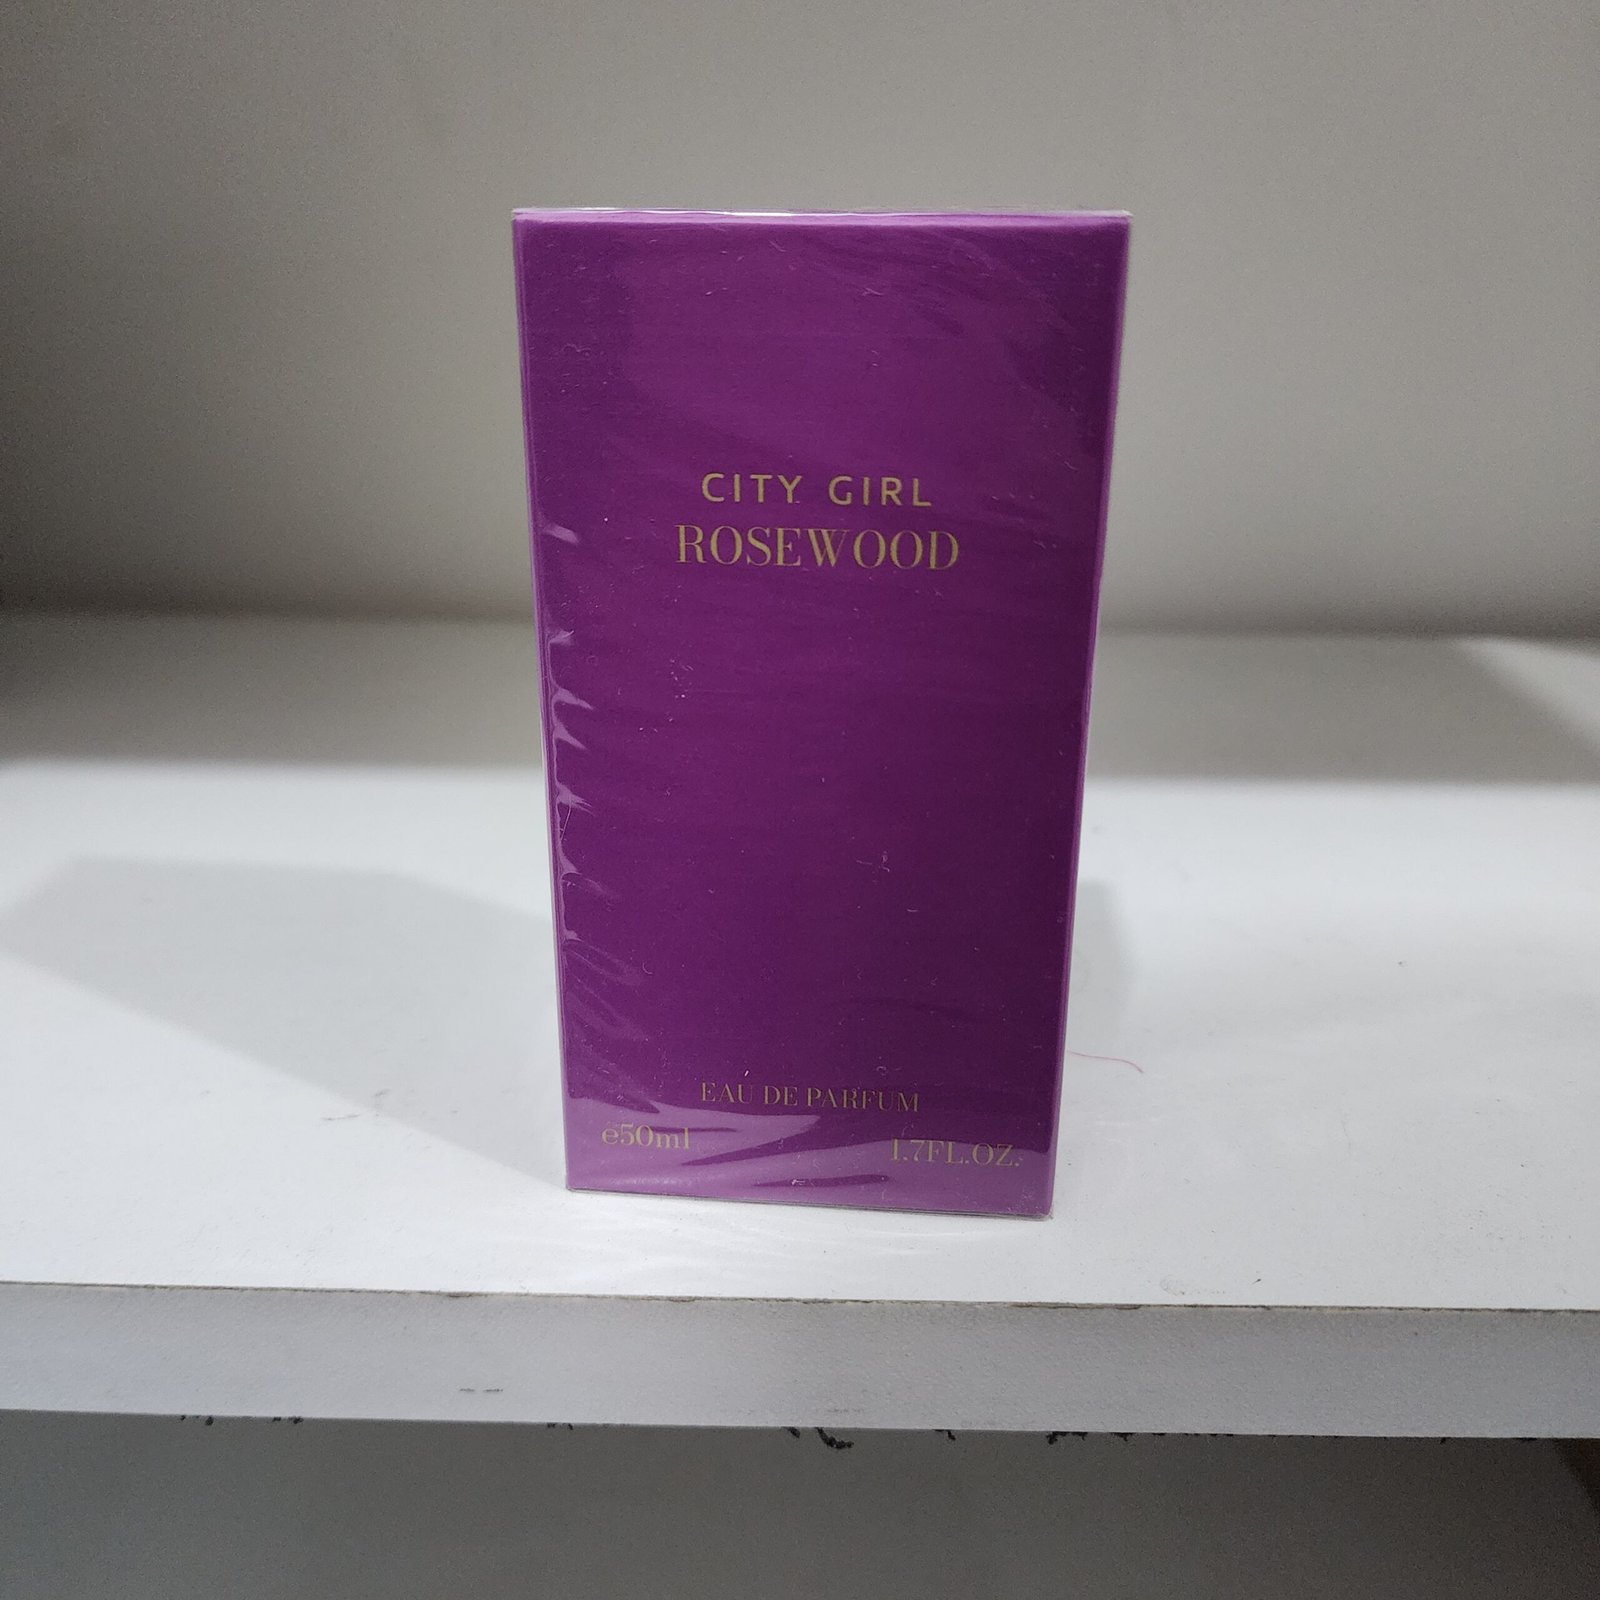 CITY GIRL
ROSEWOOD
EAU DE PARFUM
e50ml 1.7FL.OZ.